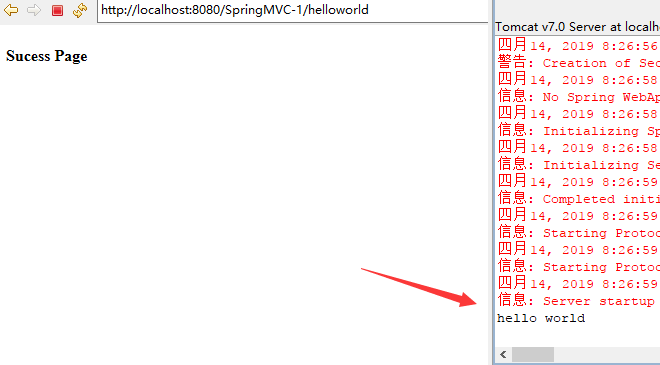 http://localhost:8080/SpringMVC-1/helloworld
Sucess Page
Tomcat v7.0 Server at localho
四月 14, 2019 8:26:56
警告: Creation of Sec
四月 14, 2019 8:26:58
信息: No Spring WebAp
四月 14, 2019 8:26:58
信息: Initializing Sp
四月 14, 2019 8:26:58
信息: Initializing Se
四月 14, 2019 8:26:59
信息: Completed initi
四月 14, 2019 8:26:59
信息: Starting Protoc
四月 14, 2019 8:26:59
信息: Starting Protoc
四月 14, 2019 8:26:59
信息: Server startup
hello world